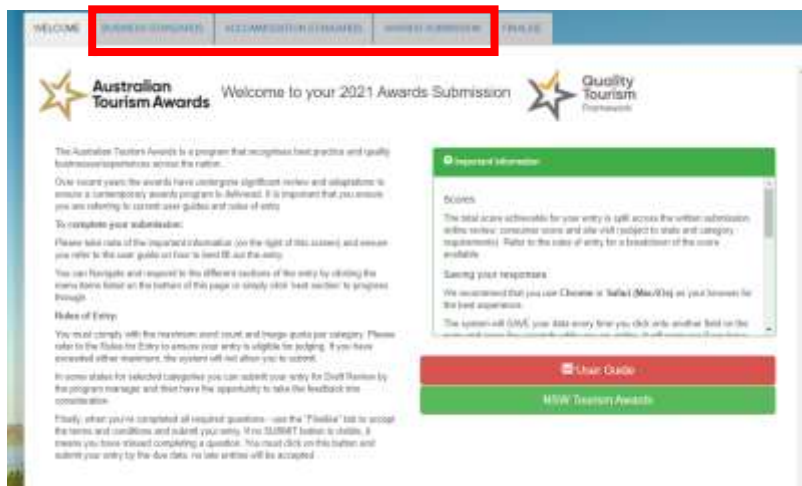 WELCOME BUSINESS STANDARDS ACCOMMODATION STANDARDS AWARDS SUBMISSION FINALISE
Australian
Tourism Awards
Welcome to your 2021 Awards Submission
Quality
Tourism
Framework
The Australian Tourism Awards is a program that recognises best practice and quality
businesses/experiences across the nation.
Over recent years the awards have undergone significant review and adaptations to
ensure a contemporary awards program is delivered. It is important that you ensure
you are referring to current user guides and rules of entry.
To complete your submission:
Please take note of the important information (on the right of this screen) and ensure
you refer to the user guide on how to best fill out the entry.
You can Navigate and respond to the different sections of the entry by clicking the
menu items listed on the bottom of this page or simply click 'next section' to progress
through.
Rules of Entry:
You must comply with the maximum word count and image quota per category. Please
refer to the Rules for Entry to ensure your entry is eligible for judging. If you have
exceeded either maximum, the system will not allow you to submit.
In some states for selected categories you can submit your entry for Draft Review by
the program manager and then have the opportunity to take the feedback into
consideration.
Finally, when you've completed all required questions - use the "Finalise" tab to accept
the terms and conditions and submit your entry. If no SUBMIT button is visible, it
means you have missed completing a question. You must click on this button and
submit your entry by the due date, no late entries will be accepted.
Important Information
Scores
The total score achievable for your entry is split across the written submission,
online review, consumer score and site visit (subject to state and category
requirements). Refer to the rules of entry for a breakdown of the score
available.
Saving your responses
We recommend that you use Chrome or Safari (Mac/iOs) as your browser for
the best experience.
The system will SAVE your data every time you click onto another field on the
User Guide
NSW Tourism Awards